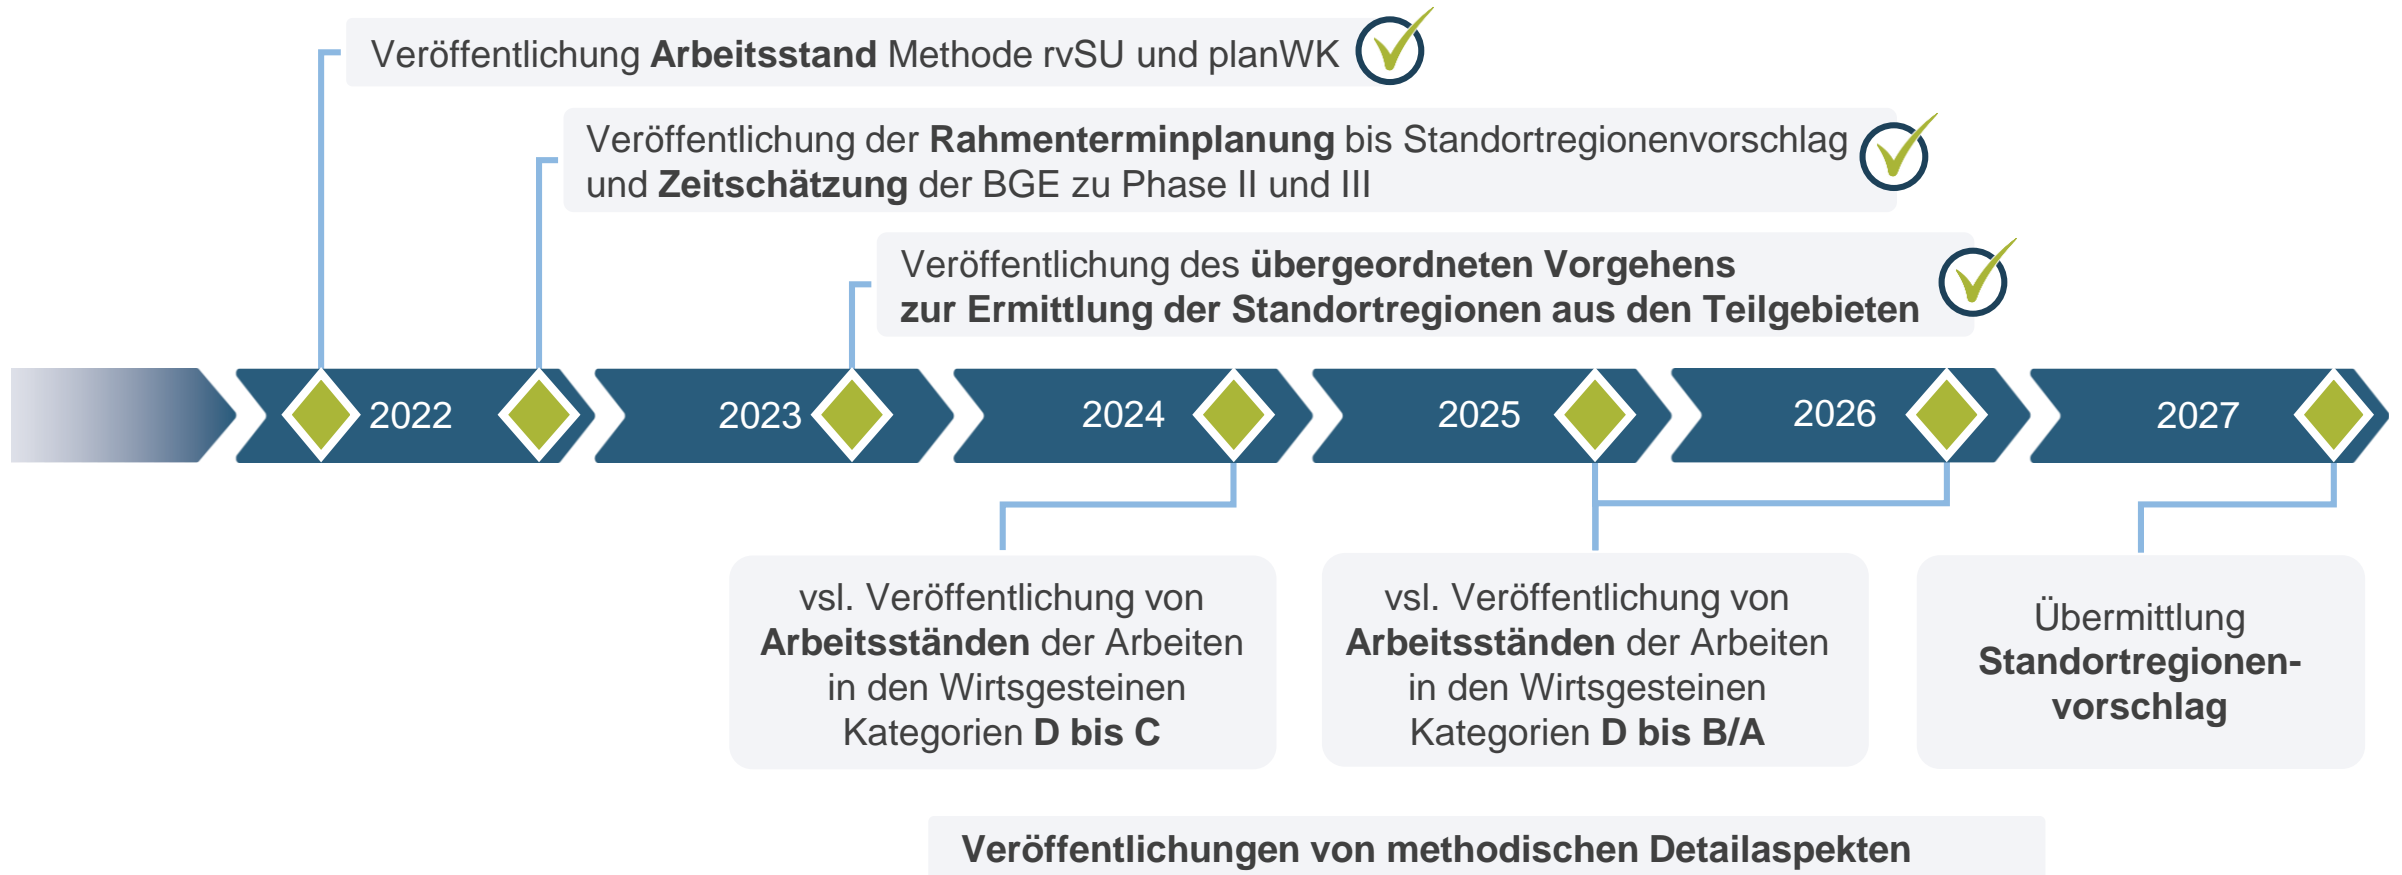 Veröffentlichung Arbeitsstand Methode rvSU und planWK
Veröffentlichung der Rahmenterminplanung bis Standortregionenvorschlag
und Zeitschätzung der BGE zu Phase II und III
Veröffentlichung des übergeordneten Vorgehens
zur Ermittlung der Standortregionen aus den Teilgebieten
2022
2023
2024
2025
2026
2027
vsl. Veröffentlichung von
Arbeitsständen der Arbeiten
in den Wirtsgesteinen
Kategorien D bis C
vsl. Veröffentlichung von
Arbeitsständen der Arbeiten
in den Wirtsgesteinen
Kategorien D bis B/A
Übermittlung
Standortregionen-
vorschlag
Veröffentlichungen von methodischen Detailaspekten